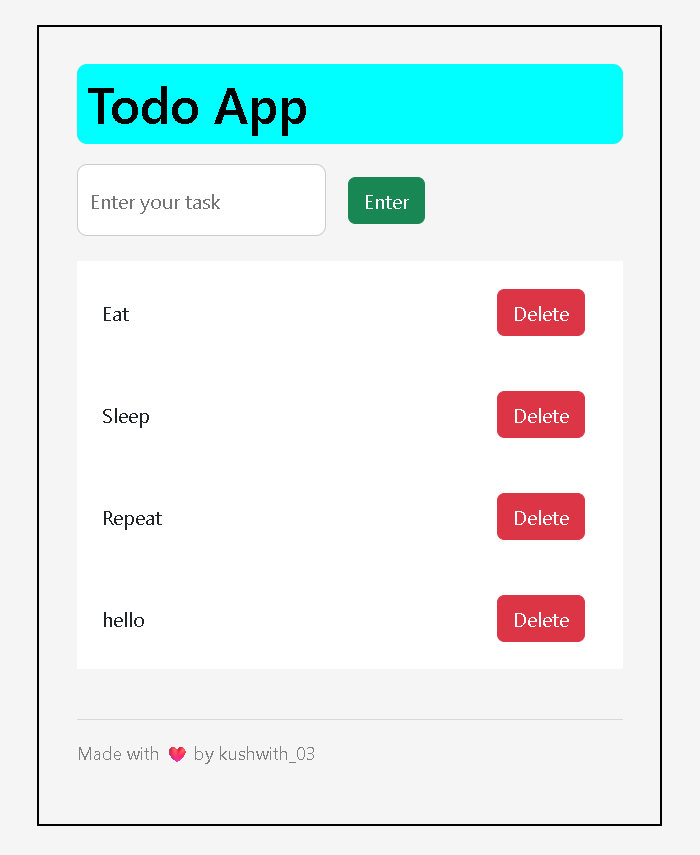 Todo App
Enter your task Enter
Eat Delete
Sleep Delete
Repeat Delete
hello Delete
Made with ❤️ by kushwith_03